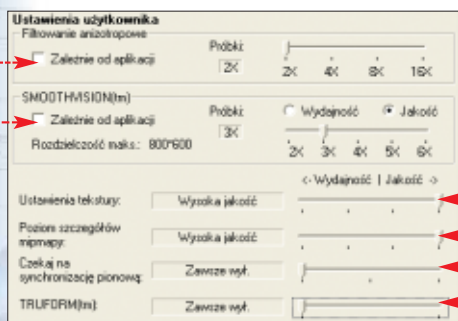 Ustawienia użytkownika
Filtrowanie anizotropowe
Zależnie od aplikacji
Próbki:
2X
2X 4X 8X 16X
SMOOTHVISION(tm)
Zależnie od aplikacji
Próbki:
3X
Wydajność Jakość
Rozdzielczość maks.: 800*600
2X 3X 4X 5X 6X
<- Wydajność | Jakość ->
Ustawienia tekstury: Wysoka jakość
Poziom szczegółów
mipmapy: Wysoka jakość
Czekaj na
synchronizację pionową: Zawsze wył.
TRUFORM(tm): Zawsze wył.